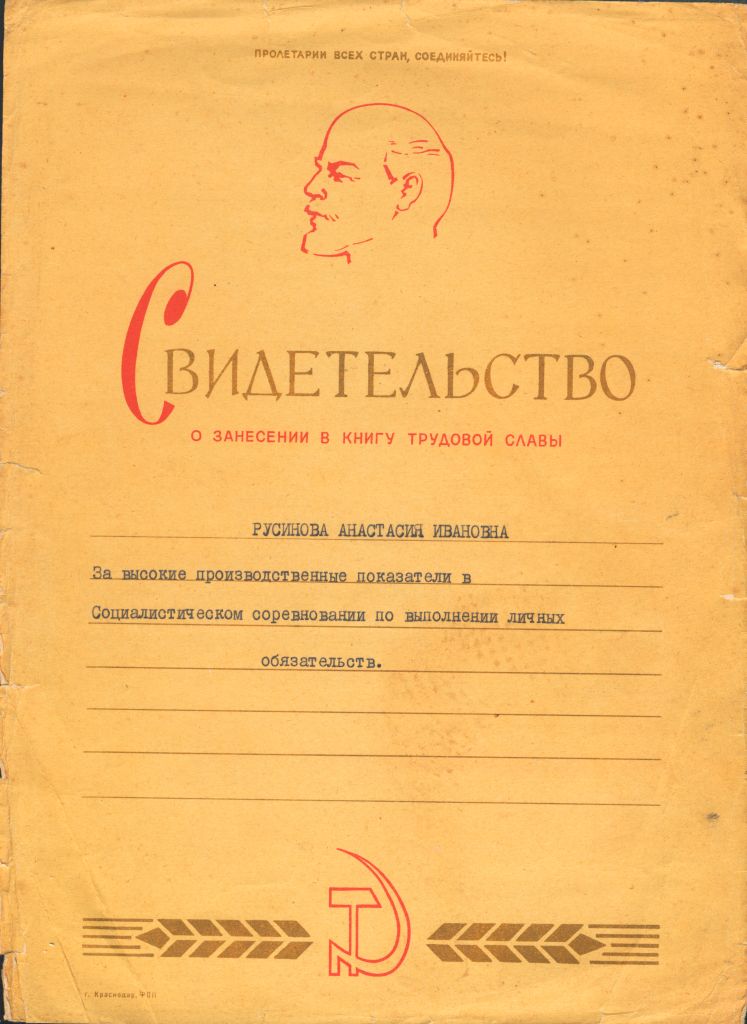 ПРОЛЕТАРИИ ВСЕХ СТРАН, СОЕДИНЯЙТЕСЬ!
СВИДЕТЕЛЬСТВО
О ЗАНЕСЕНИИ В КНИГУ ТРУДОВОЙ СЛАВЫ
РУСИНОВА АНАСТАСИЯ ИВАНОВНА
За высокие производственные показатели в
Социалистическом соревновании по выполнении личных
обязательств.
г. Краснодар, ФПП